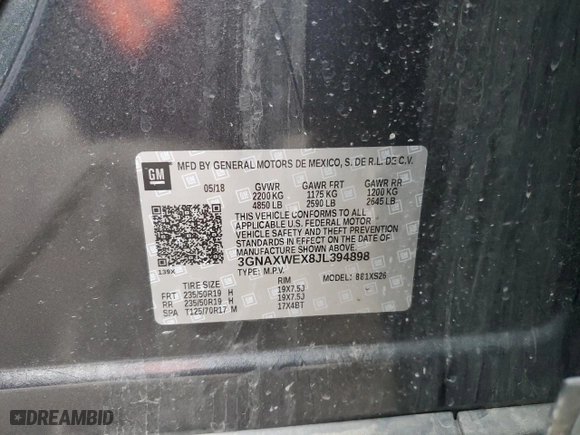 GM MFD BY GENERAL MOTORS DE MEXICO, S. DE R.L. DE C.V.
05/18 GVWR GAWR FRT GAWR RR
2200 KG 1175 KG 1200 KG
4850 LB 2590 LB 2645 LB
THIS VEHICLE CONFORMS TO ALL
APPLICABLE U.S. FEDERAL MOTOR
VEHICLE SAFETY AND THEFT
PREVENTION STANDARDS IN
EFFECT ON THE DATE OF
MANUFACTURE SHOWN ABOVE.
139X 3GNAXWEX8JL394898
TYPE: M.P.V. MODEL: 881XS26
TIRE SIZE RIM
FRT 235/50R19 H 19X7.5J
RR 235/50R19 H 19X7.5J
SPA T125/70R17 M 17X4BT
DREAMBID